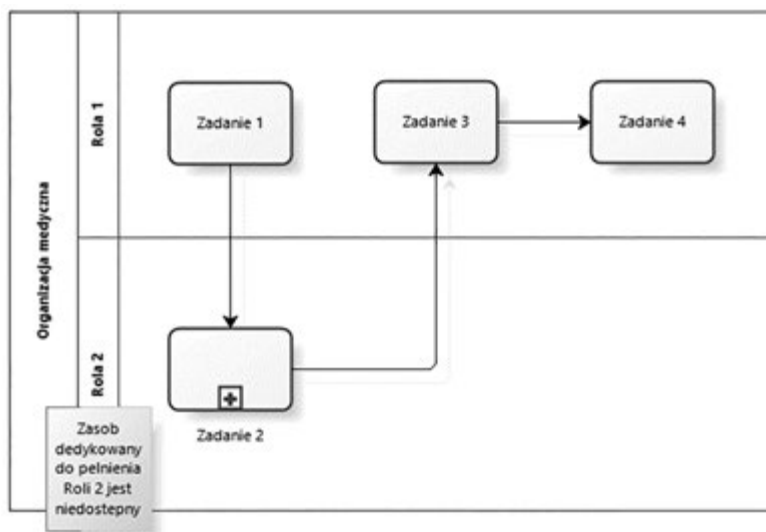 Organizacja medyczna
Rola 1
Zadanie 1
Zadanie 3
Zadanie 4
Rola 2
Zadanie 2
Zasob
dedykowany
do pelnienia
Roli 2 jest
niedostepny